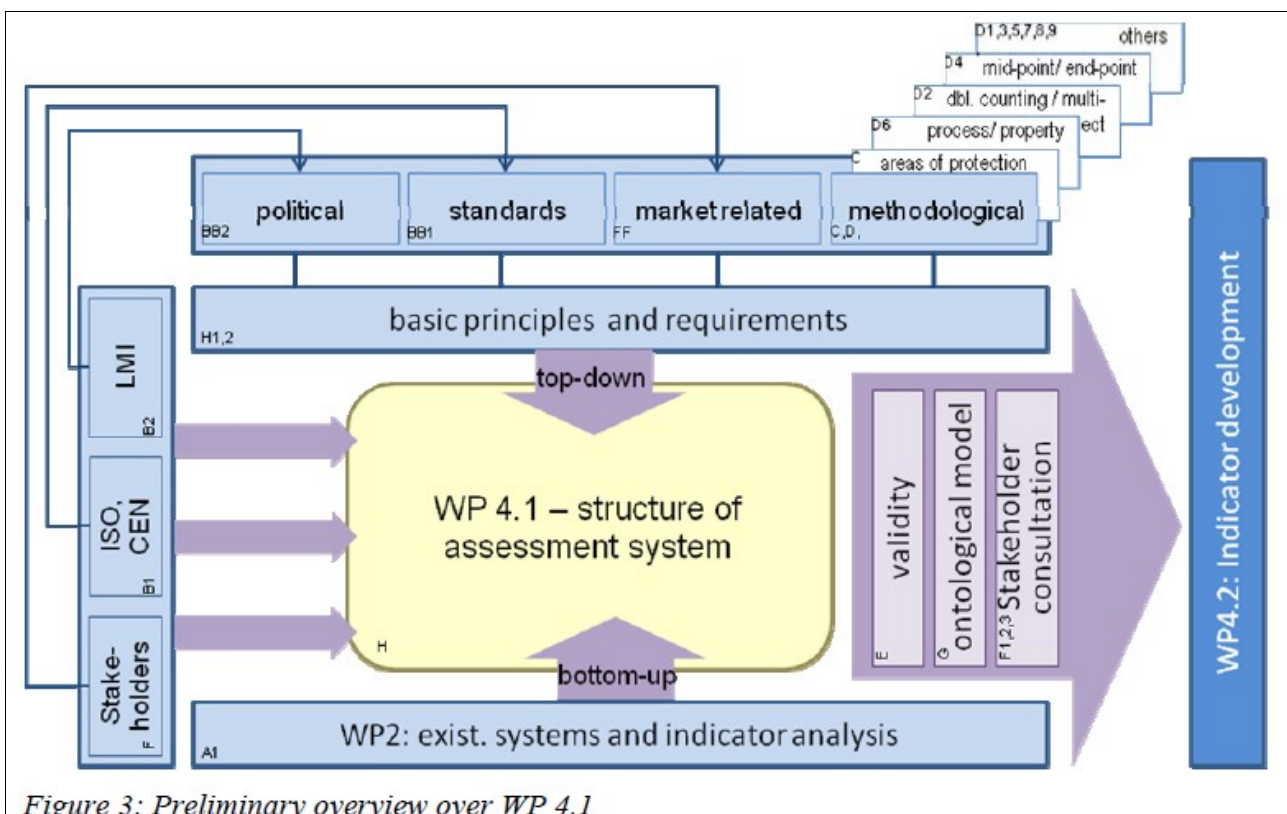 D1,3,5,7,8,9
others
D4
mid-point/ end-point
D2
dbl. counting / multi-
ect
D6
process/ property
C
areas of protection
political
BB2
standards
BB1
market related
FF
methodological
C,D,
basic principles and requirements
H1,2
LMI
B2
ISO,
CEN
B1
Stake-
holders
F
top-down
WP 4.1 – structure of
assessment system
H
bottom-up
WP2: exist. systems and indicator analysis
A1
validity
E
ontological model
G
Stakeholder
consultation
F1,2,3
WP4.2: Indicator development
Figure 3: Preliminary overview over WP 4.1